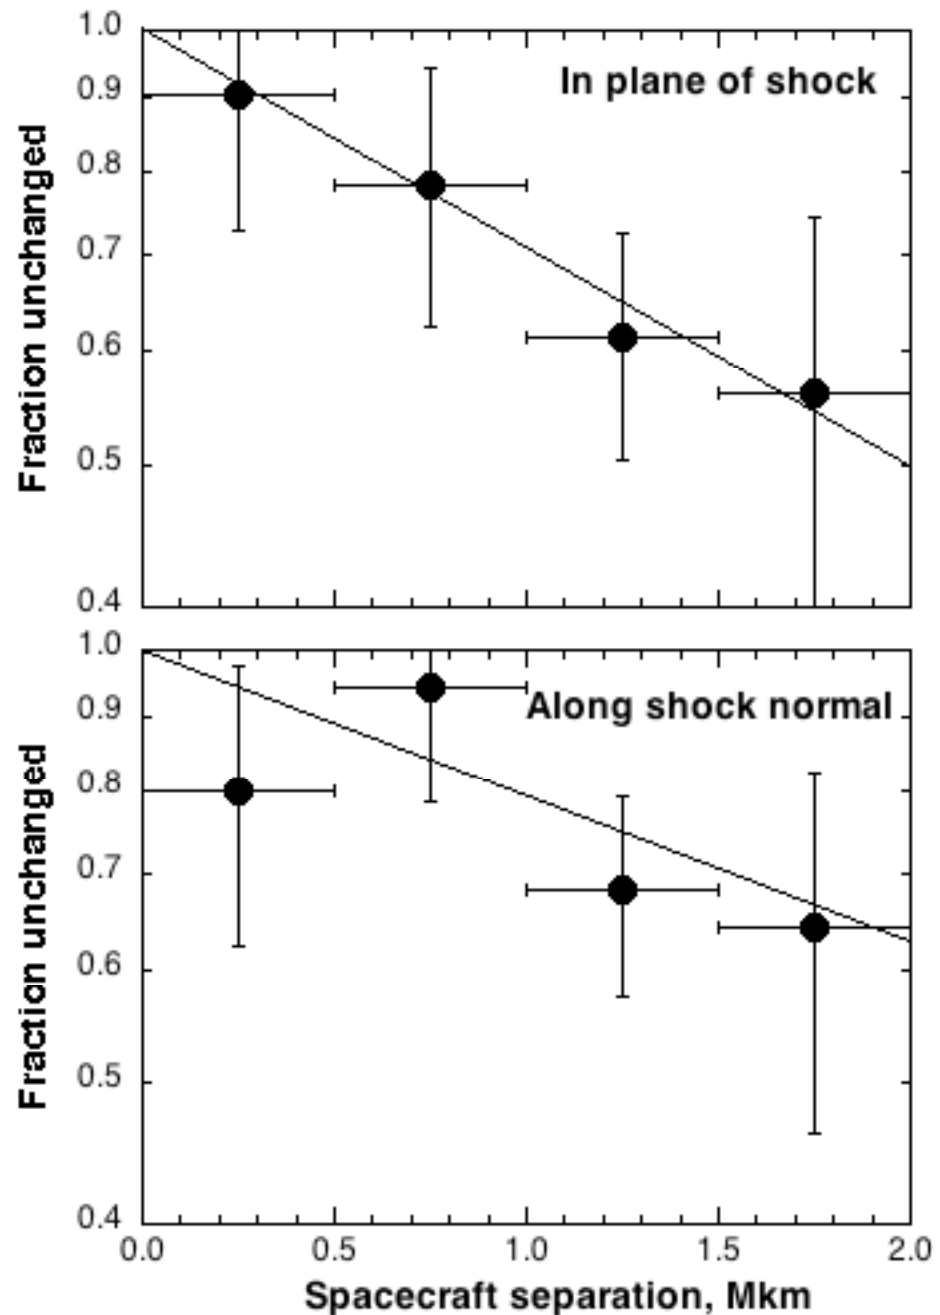 1.0
In plane of shock
0.9
0.8
0.7
0.6
0.5
0.4
Fraction unchanged
1.0
Along shock normal
0.9
0.8
0.7
0.6
0.5
0.4
Fraction unchanged
0.0 0.5 1.0 1.5 2.0
Spacecraft separation, Mkm